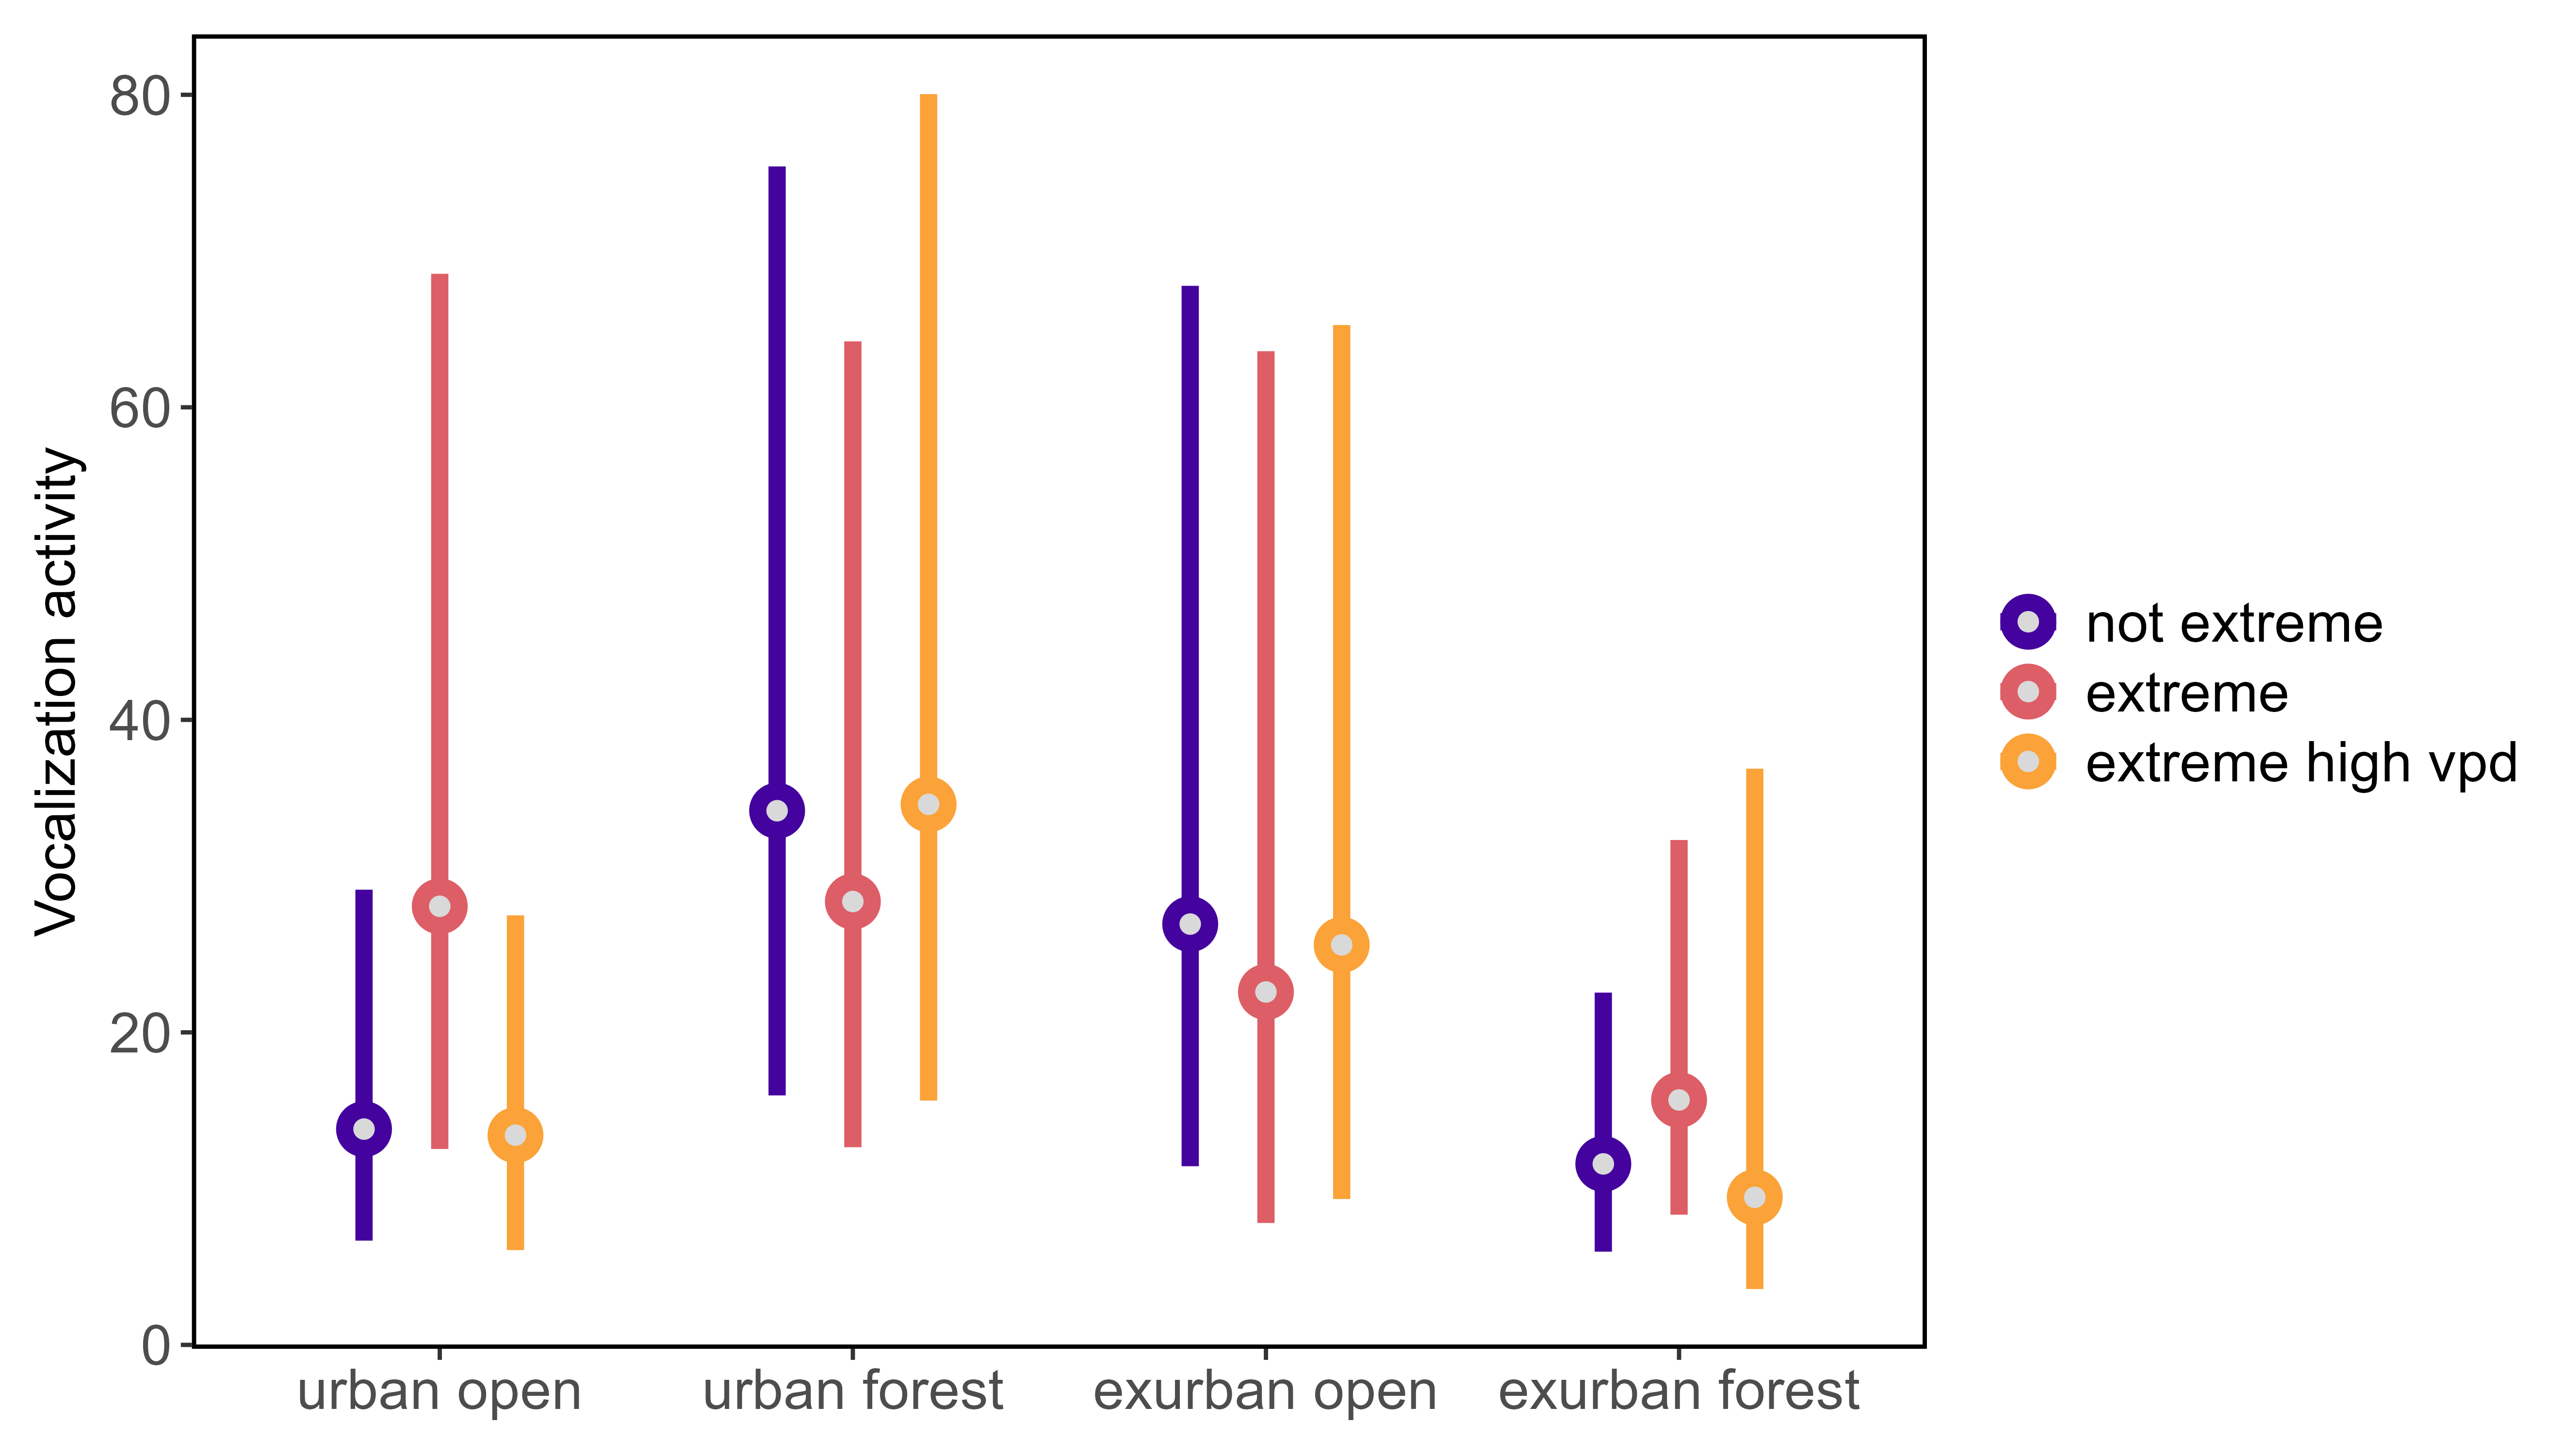 Vocalization activity
80
60
40
20
0
urban open
urban forest
exurban open
exurban forest
not extreme
extreme
extreme high vpd